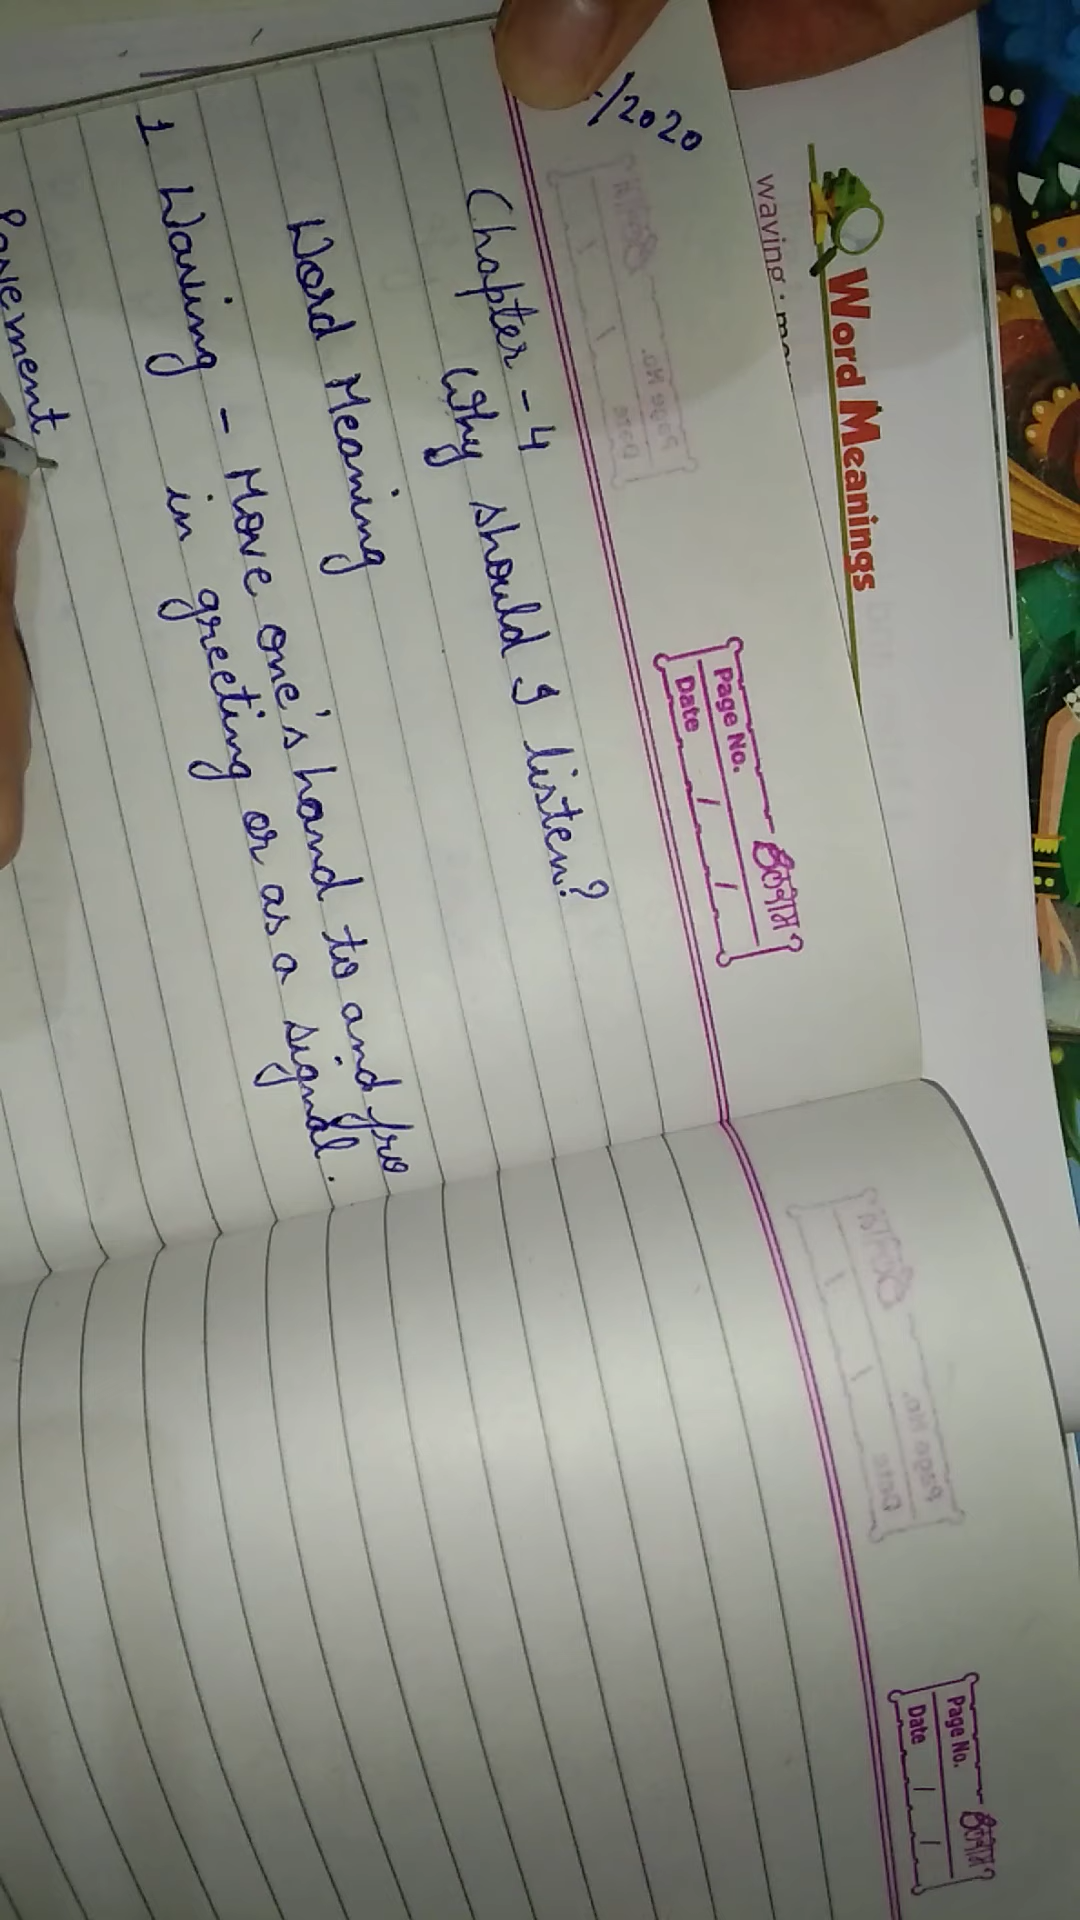 Word Meanings
waving
/2020
Page No.
Date / /
Chapter - 4
Why should I listen?
Word Meaning
1 Waving - Move one's hand to and fro
in greeting or as a signal.
Pavement
Page No.
Date / /